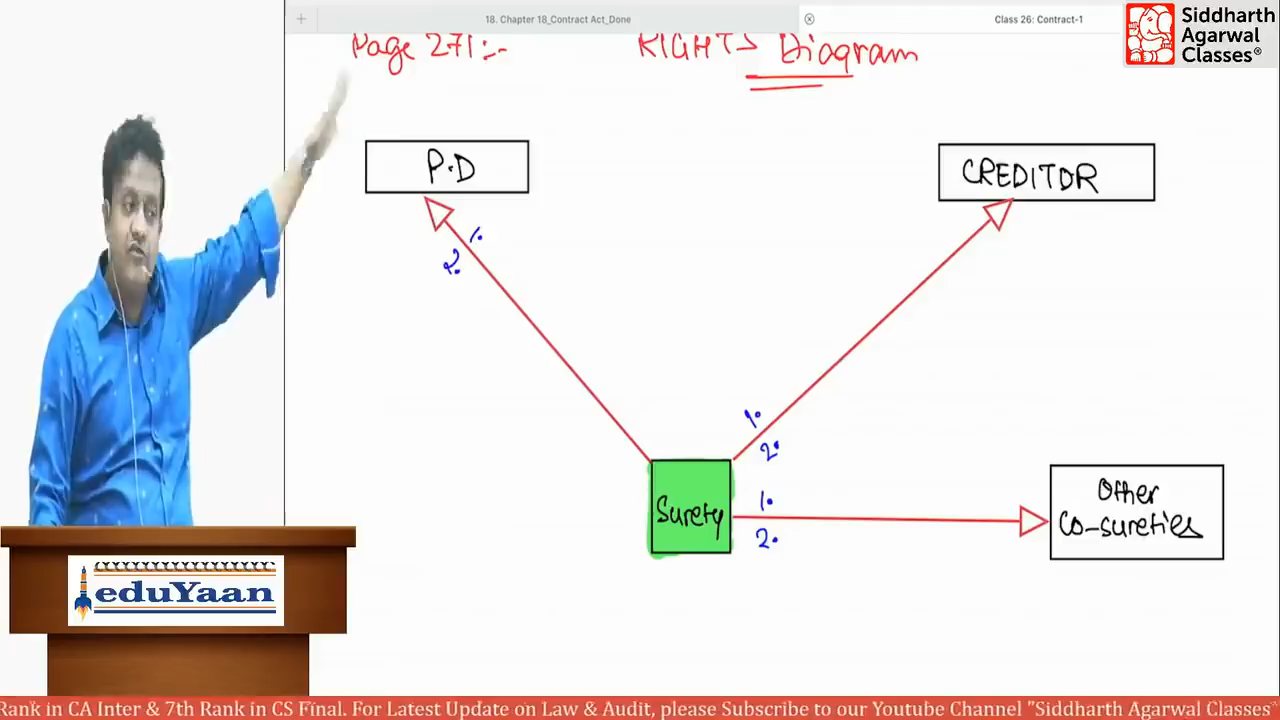 18. Chapter 18_Contract Act_Done
Class 26: Contract-1
Siddharth
Agarwal
Classes®
Page 271:-
RIGHTS Diagram
P.D
CREDITOR
1.
2.
1.
2.
Surety
1.
2.
Other
Co-sureties
eduYaan
Rank in CA Inter & 7th Rank in CS Final. For Latest Update on Law & Audit, please Subscribe to our Youtube Channel "Siddharth Agarwal Classes"